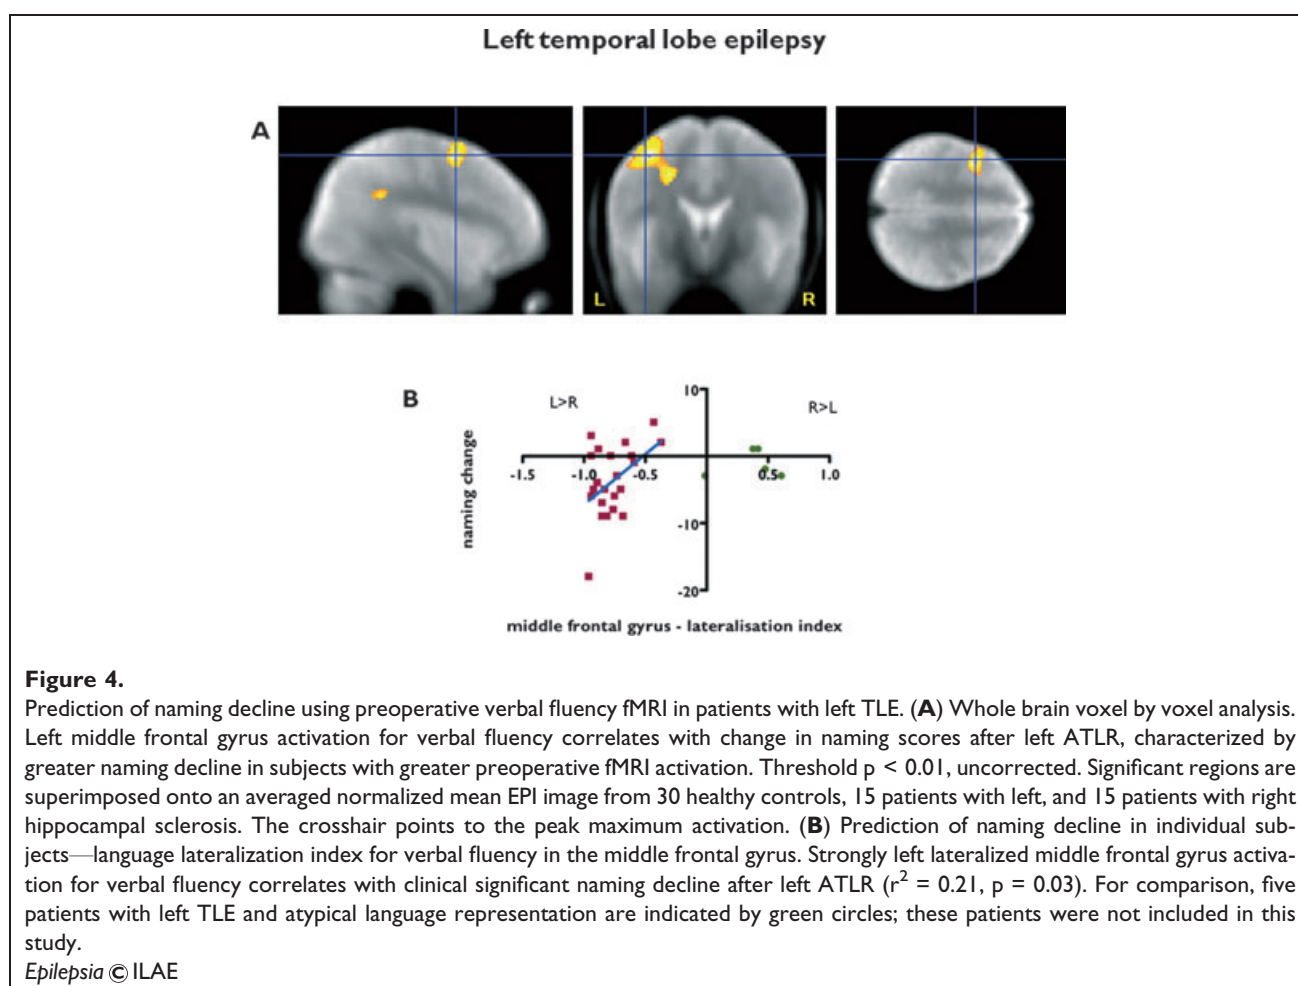 Left temporal lobe epilepsy
A
L
R
B
L>R
R>L
10
-1.5
-1.0
-0.5
0.5
1.0
-10
-20
naming change
middle frontal gyrus - lateralisation index
Figure 4.
Prediction of naming decline using preoperative verbal fluency fMRI in patients with left TLE. (A) Whole brain voxel by voxel analysis.
Left middle frontal gyrus activation for verbal fluency correlates with change in naming scores after left ATLR, characterized by
greater naming decline in subjects with greater preoperative fMRI activation. Threshold p < 0.01, uncorrected. Significant regions are
superimposed onto an averaged normalized mean EPI image from 30 healthy controls, 15 patients with left, and 15 patients with right
hippocampal sclerosis. The crosshair points to the peak maximum activation. (B) Prediction of naming decline in individual sub-
jects—language lateralization index for verbal fluency in the middle frontal gyrus. Strongly left lateralized middle frontal gyrus activa-
tion for verbal fluency correlates with clinical significant naming decline after left ATLR (r² = 0.21, p = 0.03). For comparison, five
patients with left TLE and atypical language representation are indicated by green circles; these patients were not included in this
study.
Epilepsia © ILAE